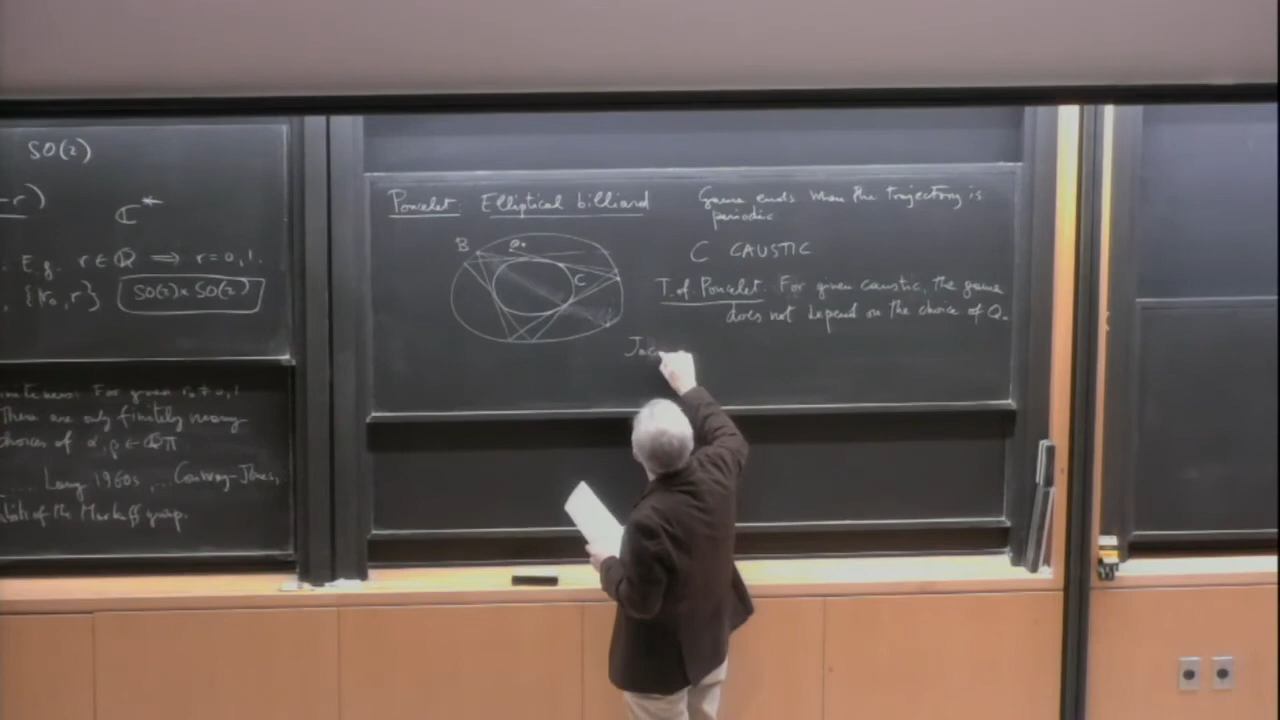 SO(2)
-r)
ℂ*
. E.g. r ∈ ℚ ⟹ r = 0, 1.
, {r₀, r} SO(2) x SO(2)
For given r₀ ≠ 0, 1
There are only finitely many
choices of α, β ∈ ℚπ
.... Lang 1960s, ... Conway-Jones,
of the Markoff group.
Poncelet Elliptical billiard
B
C
Game ends when the trajectory is
periodic
C CAUSTIC
T. of Poncelet. For given caustic, the game
does not depend on the choice of Q.
Jac